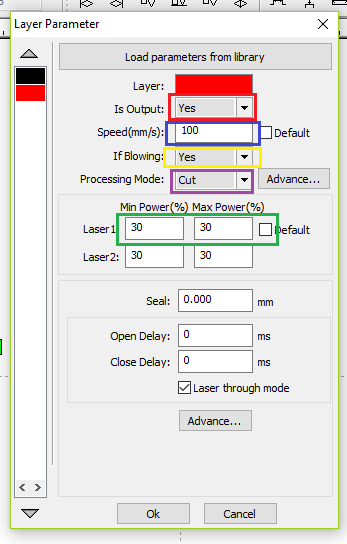 Layer Parameter
Load parameters from library
Layer:
Is Output: Yes
Speed(mm/s): 100 Default
If Blowing: Yes
Processing Mode: Cut Advance...
Min Power(%) Max Power(%)
Laser1 30 30 Default
Laser2: 30 30
Seal: 0.000 mm
Open Delay: 0 ms
Close Delay: 0 ms
Laser through mode
Advance...
Ok Cancel